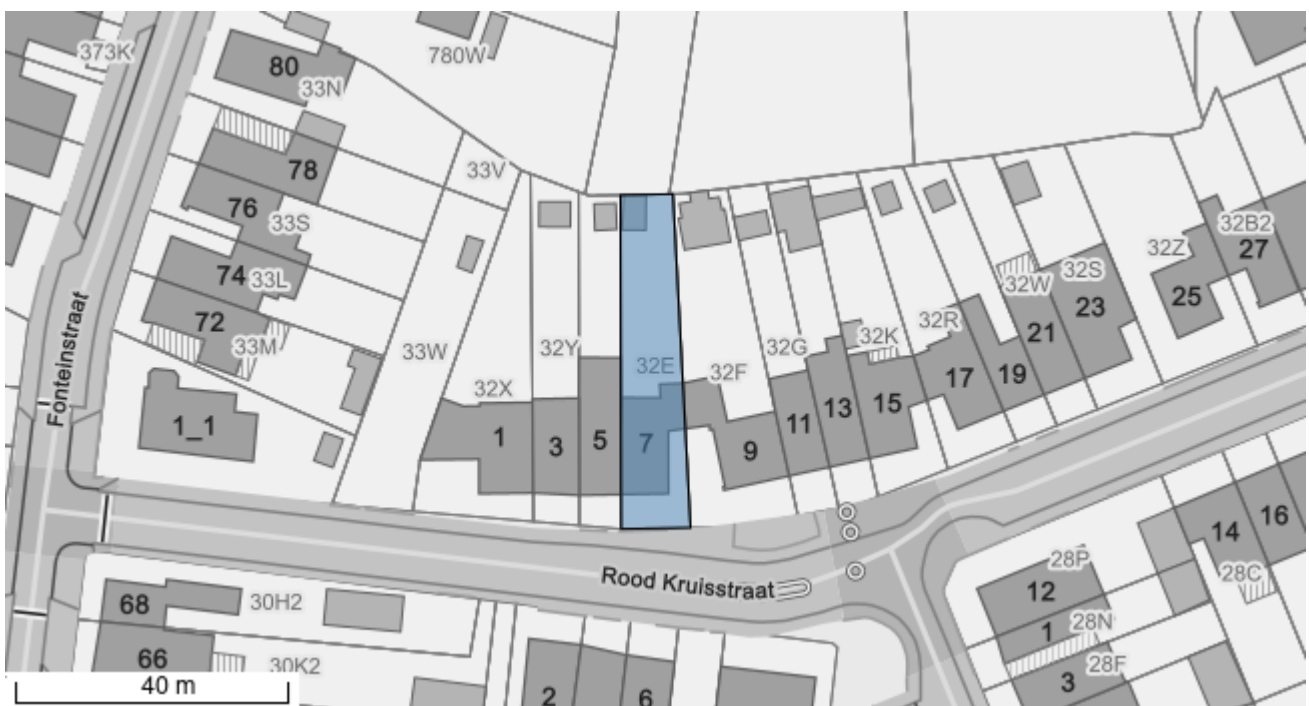 373K
780W
80
33N
78
33V
76
33S
74
33L
72
33M
33W
1_1
Fonteinstraat
32X
1
32Y
3
5
32E
7
32F
9
32G
11
13
32K
15
32R
17
19
32W
21
32S
23
32Z
25
32B2
27
Rood Kruisstraat
68
30H2
66
30K2
2
6
28P
12
28N
1
28F
3
14
28C
16
40 m